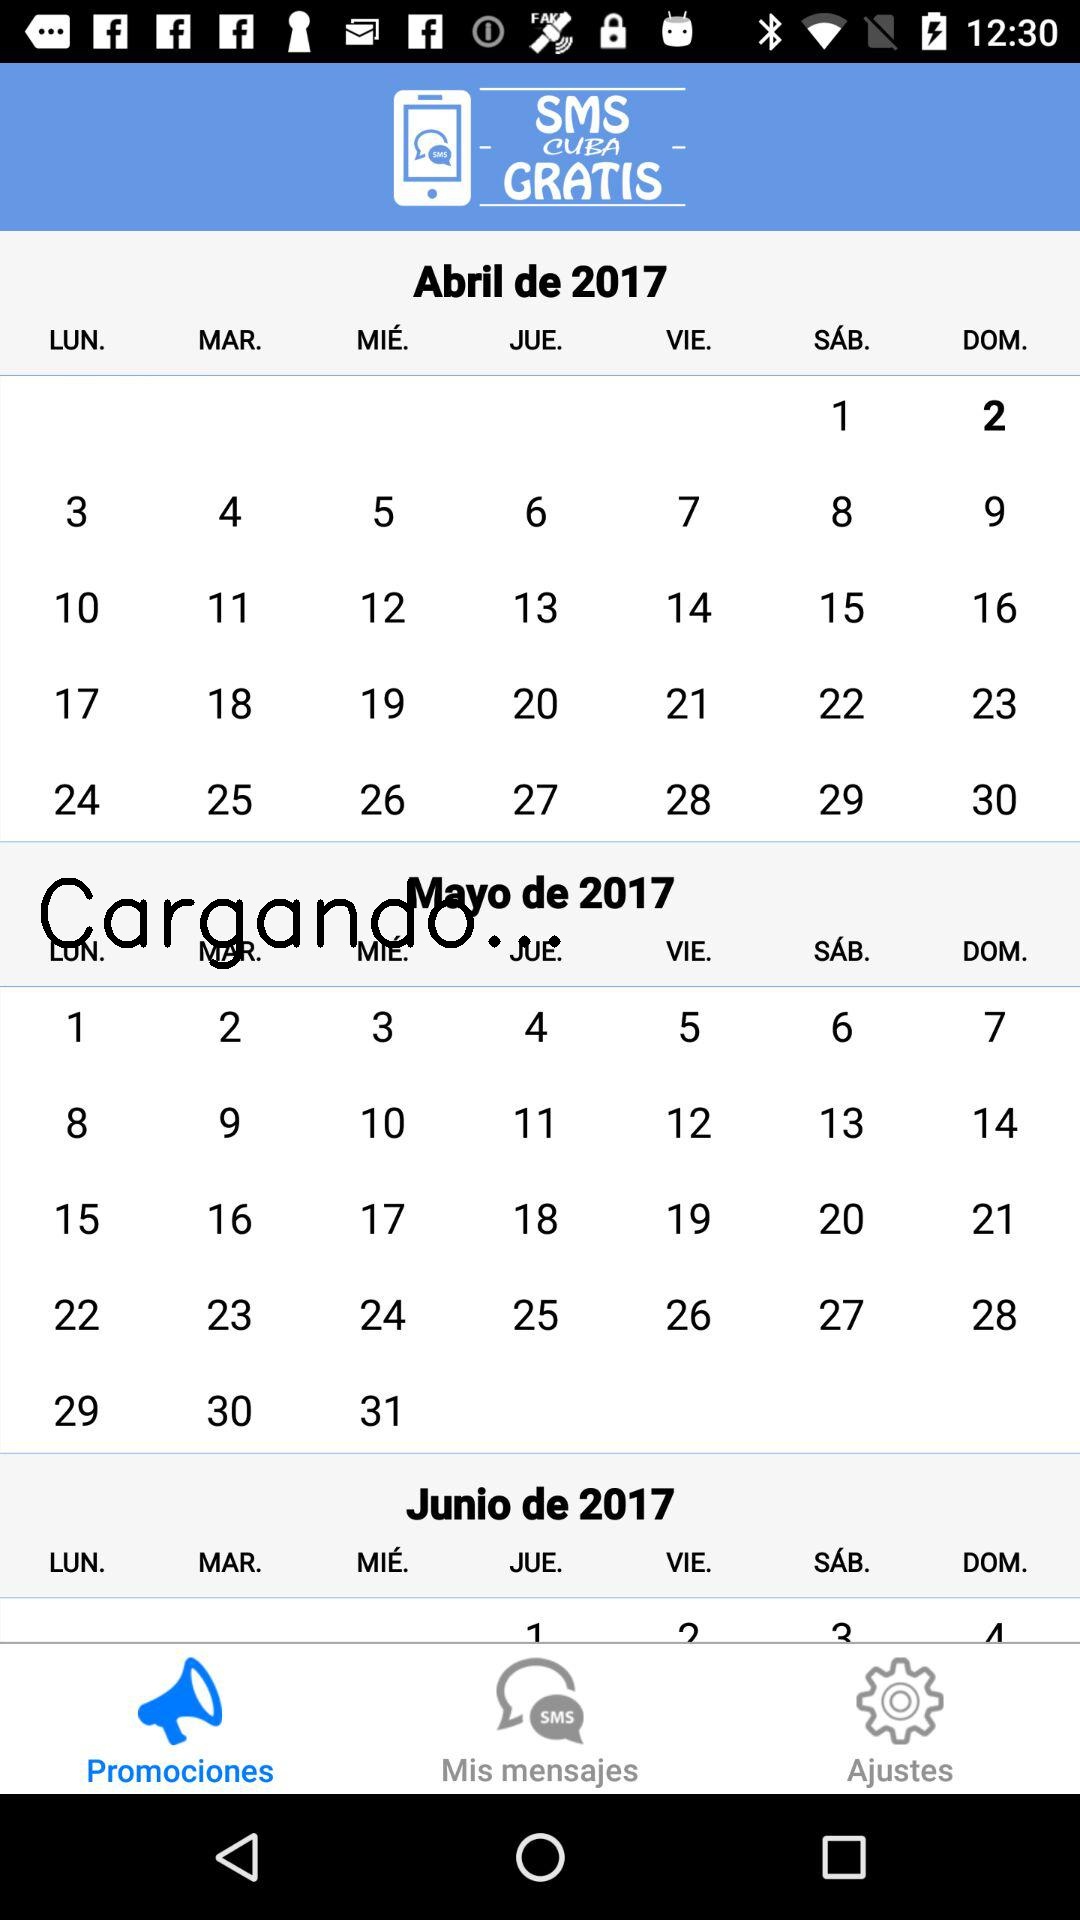 FAKE
12:30
SMS
SMS
CUBA
GRATIS
Abril de 2017
LUN. MAR. MIÉ. JUE. VIE. SÁB. DOM.
1 2
3 4 5 6 7 8 9
10 11 12 13 14 15 16
17 18 19 20 21 22 23
24 25 26 27 28 29 30
Mayo de 2017
Cargando...
LUN. MAR. MIÉ. JUE. VIE. SÁB. DOM.
1 2 3 4 5 6 7
8 9 10 11 12 13 14
15 16 17 18 19 20 21
22 23 24 25 26 27 28
29 30 31
Junio de 2017
LUN. MAR. MIÉ. JUE. VIE. SÁB. DOM.
1 2 3 4
SMS
Promociones Mis mensajes Ajustes